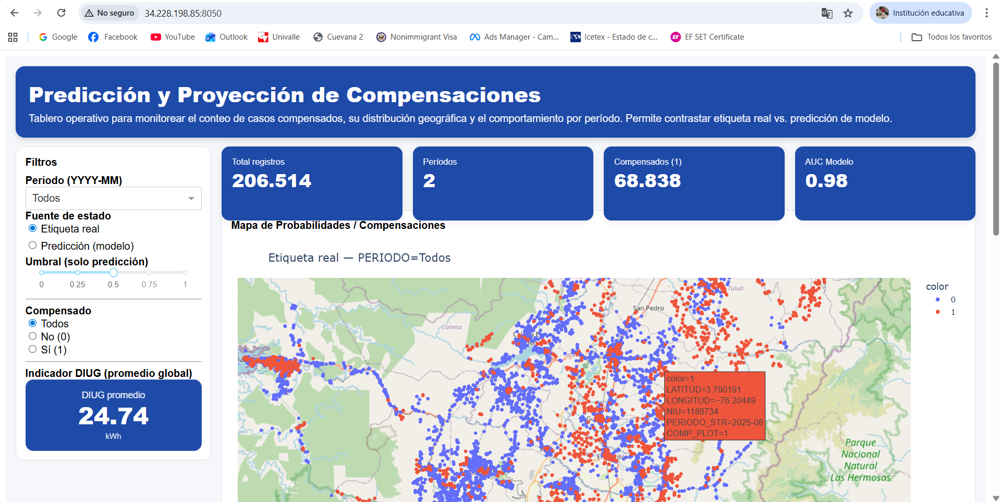 No seguro
34.228.198.85:8050
Institución educativa
Google
Facebook
YouTube
Outlook
Univalle
Cuevana 2
Nonimmigrant Visa
Ads Manager - Cam...
Icetex - Estado de c...
EF SET Certificate
Todos los favoritos
Predicción y Proyección de Compensaciones
Tablero operativo para monitorear el conteo de casos compensados, su distribución geográfica y el comportamiento por período. Permite contrastar etiqueta real vs. predicción de modelo.
Filtros
Periodo (YYYY-MM)
Todos
Fuente de estado
Etiqueta real
Predicción (modelo)
Umbral (solo predicción)
0 0.25 0.5 0.75 1
Compensado
Todos
No (0)
Sí (1)
Indicador DIUG (promedio global)
DIUG promedio
24.74
kWh
Total registros
206.514
Períodos
2
Compensados (1)
68.838
AUC Modelo
0.98
Mapa de Probabilidades / Compensaciones
Etiqueta real — PERIODO=Todos
color
0
1
Tuluá
San Pedro
Calima
color=1
LATITUD=3.790191
LONGITUD=−76.20449
NIU=1188734
PERIODO_STR=2025-08
COMP_PLOT=1
Parque
Nacional
Natural
Las Hermosas